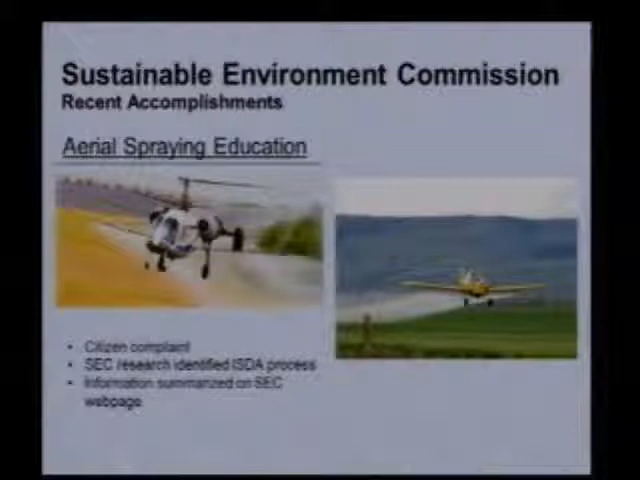 Sustainable Environment Commission
Recent Accomplishments
Aerial Spraying Education
• Citizen complaint
• SEC research identified ISDA process
• Information summarized on SEC
webpage